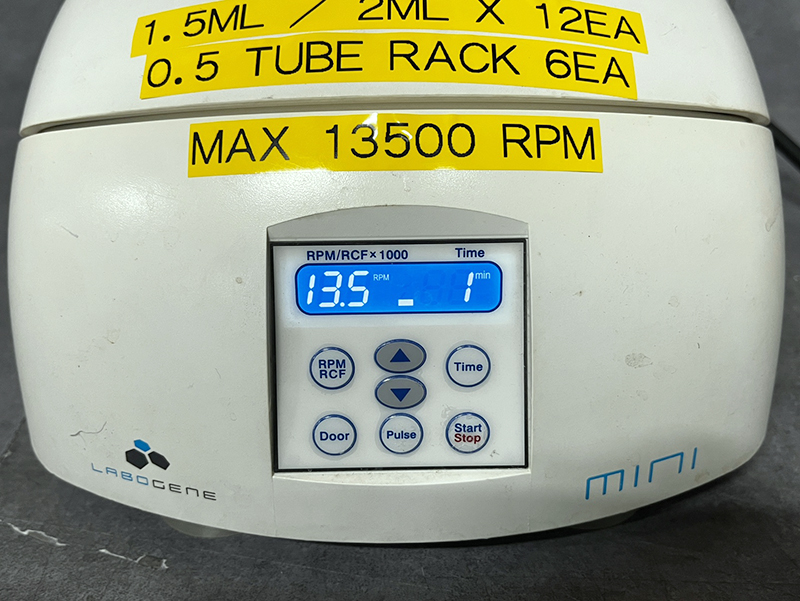 1.5ML / 2ML X 12EA
0.5 TUBE RACK 6EA
MAX 13500 RPM
RPM/RCF×1000 Time
13.5 RPM 1 min
RPM
RCF
Time
Door
Pulse
Start
Stop
LABOGENE
mini